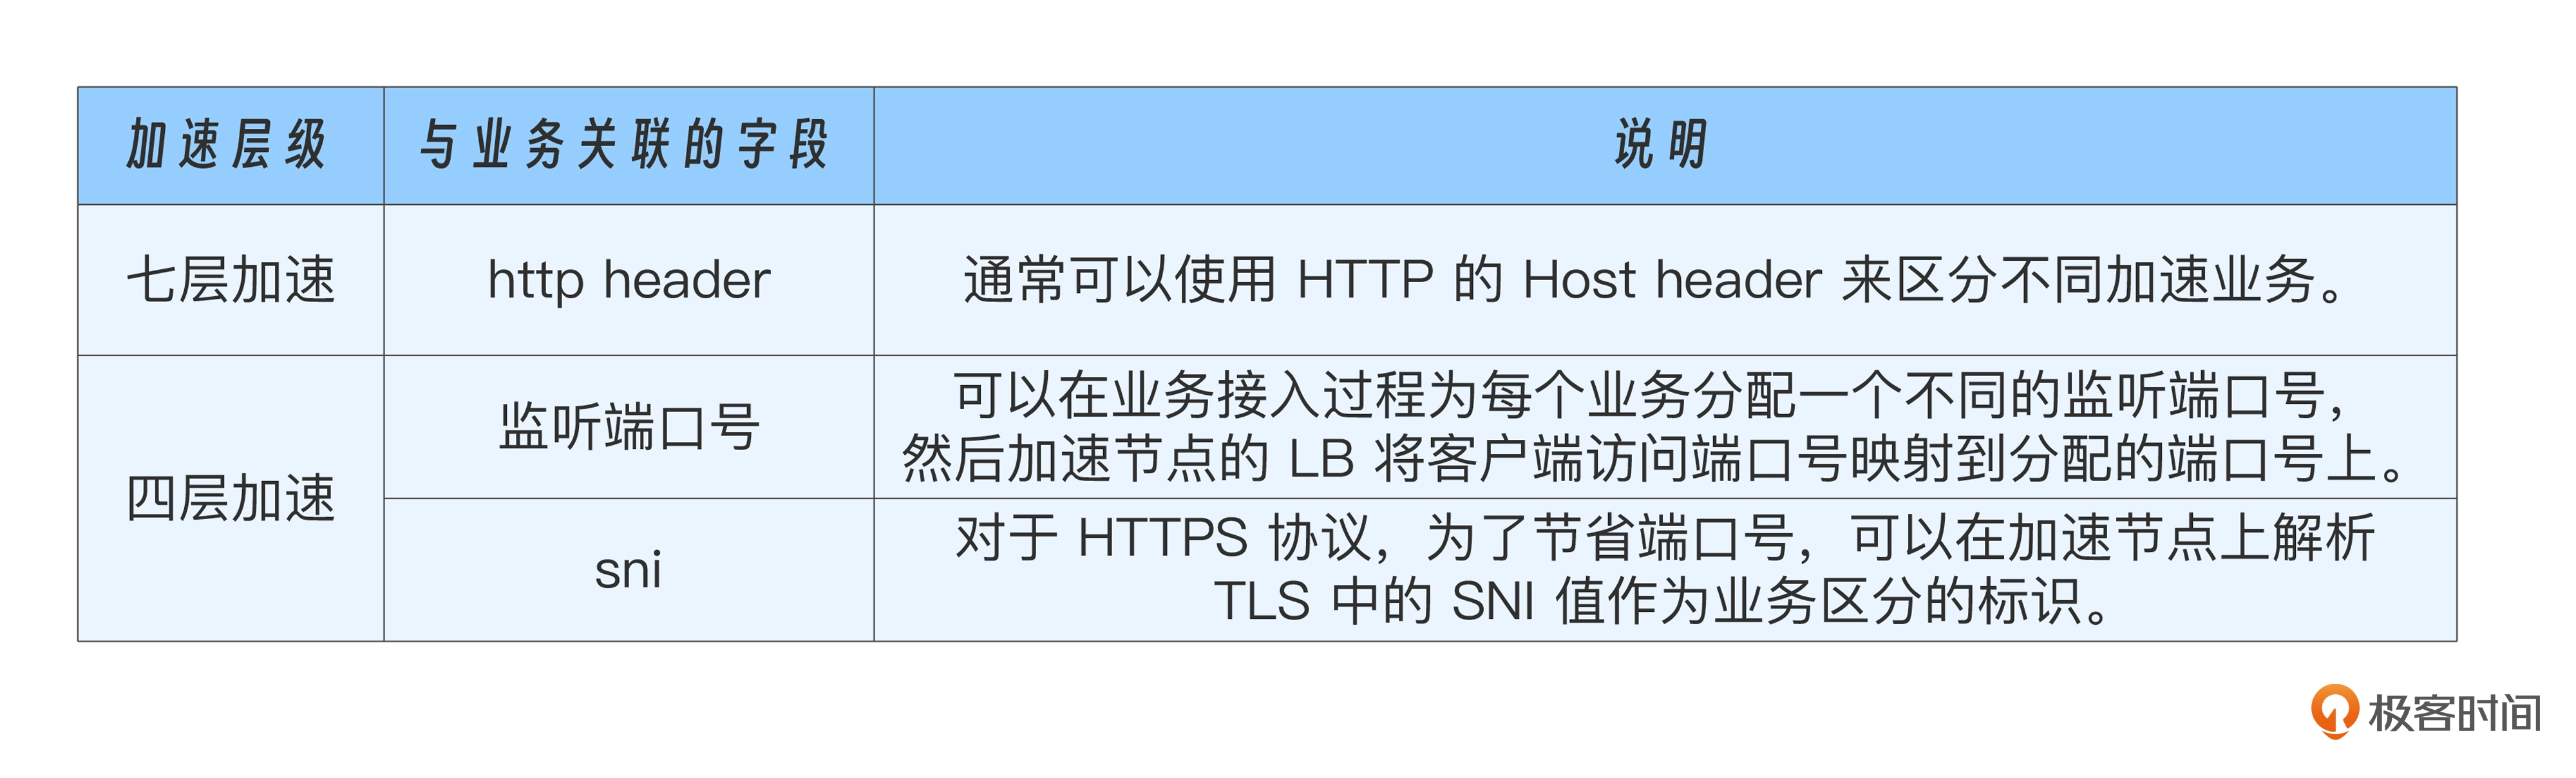 加速层级 与业务关联的字段 说明
七层加速 http header 通常可以使用 HTTP 的 Host header 来区分不同加速业务。
四层加速
监听端口号
可以在业务接入过程为每个业务分配一个不同的监听端口号，
然后加速节点的 LB 将客户端访问端口号映射到分配的端口号上。
sni
对于 HTTPS 协议，为了节省端口号，可以在加速节点上解析
TLS 中的 SNI 值作为业务区分的标识。
极客时间